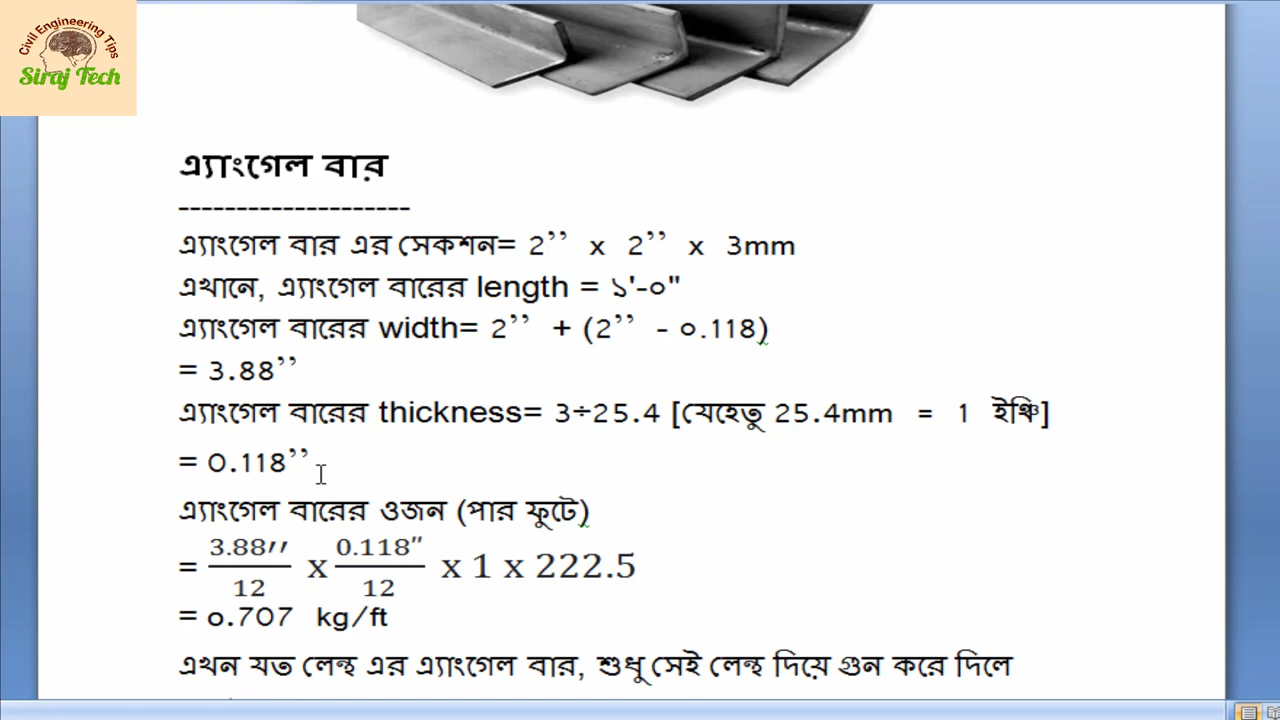 Civil Engineering Tips
Siraj Tech
এ্যাংগেল বার
--------------------
এ্যাংগেল বার এর সেকশন= 2’’ x 2’’ x 3mm
এখানে, এ্যাংগেল বারের length = ১'-০"
এ্যাংগেল বারের width= 2’’ + (2’’ - ০.118)
= 3.88’’
এ্যাংগেল বারের thickness= 3÷25.4 [যেহেতু 25.4mm = 1 ইঞ্চি]
= 0.118’’
এ্যাংগেল বারের ওজন (পার ফুটে)
= 3.88′′/12 x 0.118″/12 x 1 x 222.5
= ০.707 kg/ft
এখন যত লেন্থ এর এ্যাংগেল বার, শুধু সেই লেন্থ দিয়ে গুন করে দিলে